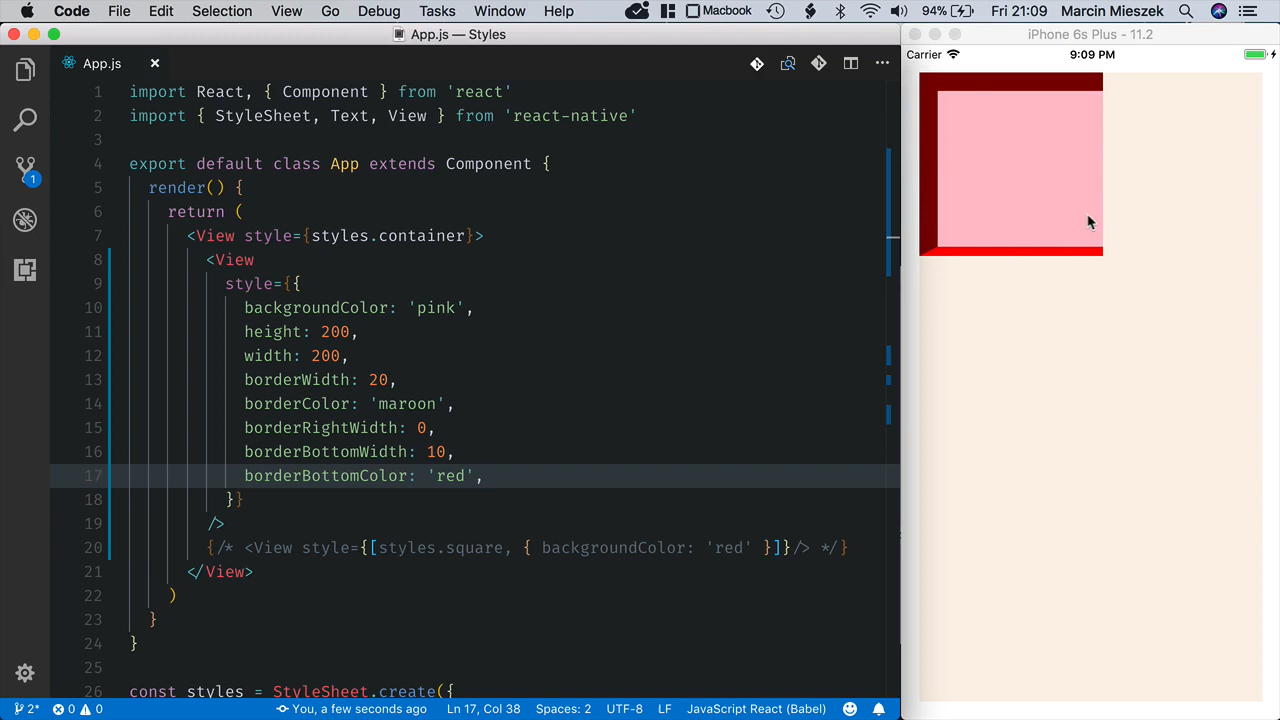 Code File Edit Selection View Go Debug Tasks Window Help Macbook 94% Fri 21:09 Marcin Mieszek
App.js — Styles
iPhone 6s Plus - 11.2
App.js
Carrier 9:09 PM
1 import React, { Component } from 'react'
2 import { StyleSheet, Text, View } from 'react-native'
3
4 export default class App extends Component {
5 render() {
6 return (
7 <View style={styles.container}>
8 <View
9 style={{
10 backgroundColor: 'pink',
11 height: 200,
12 width: 200,
13 borderWidth: 20,
14 borderColor: 'maroon',
15 borderRightWidth: 0,
16 borderBottomWidth: 10,
17 borderBottomColor: 'red',
18 }}
19 />
20 {/* <View style={[styles.square, { backgroundColor: 'red' }]}/> */}
21 </View>
22 )
23 }
24 }
25
26 const styles = StyleSheet.create({
1
2* 0 0 You, a few seconds ago Ln 17, Col 38 Spaces: 2 UTF-8 LF JavaScript React (Babel)